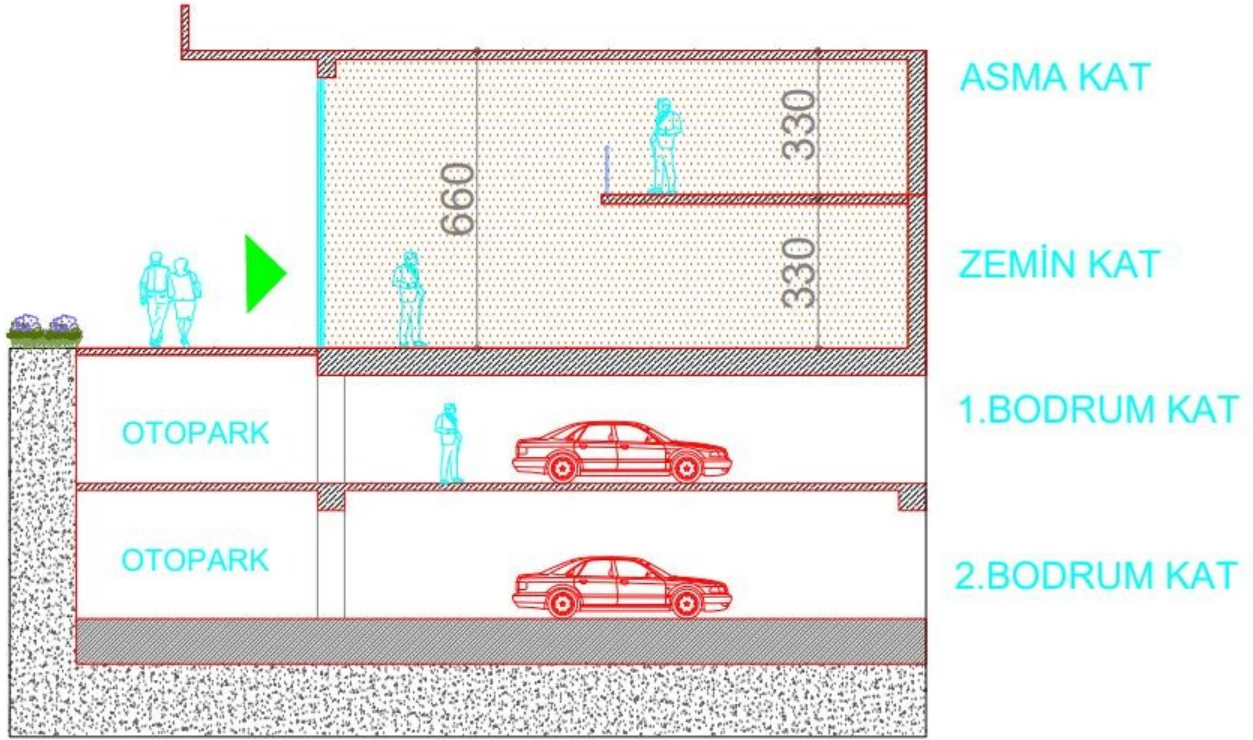 ASMA KAT
330
660
ZEMİN KAT
330
1.BODRUM KAT
OTOPARK
OTOPARK
2.BODRUM KAT